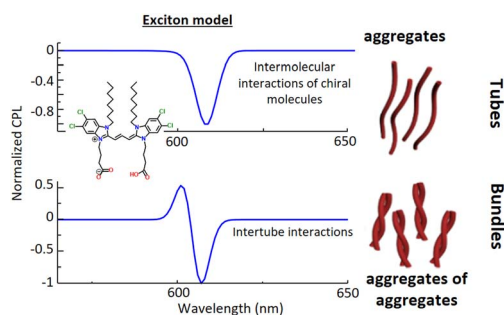 Exciton model
aggregates
Normalized CPL
0
-0.4
-0.8
Intermolecular
interactions of chiral
molecules
Cl
Cl
Cl
Cl
N
N
N
N
O
O
HO
O
600
650
Tubes
0.5
0
-0.5
-1
Intertube interactions
600
650
Wavelength (nm)
Bundles
aggregates of
aggregates